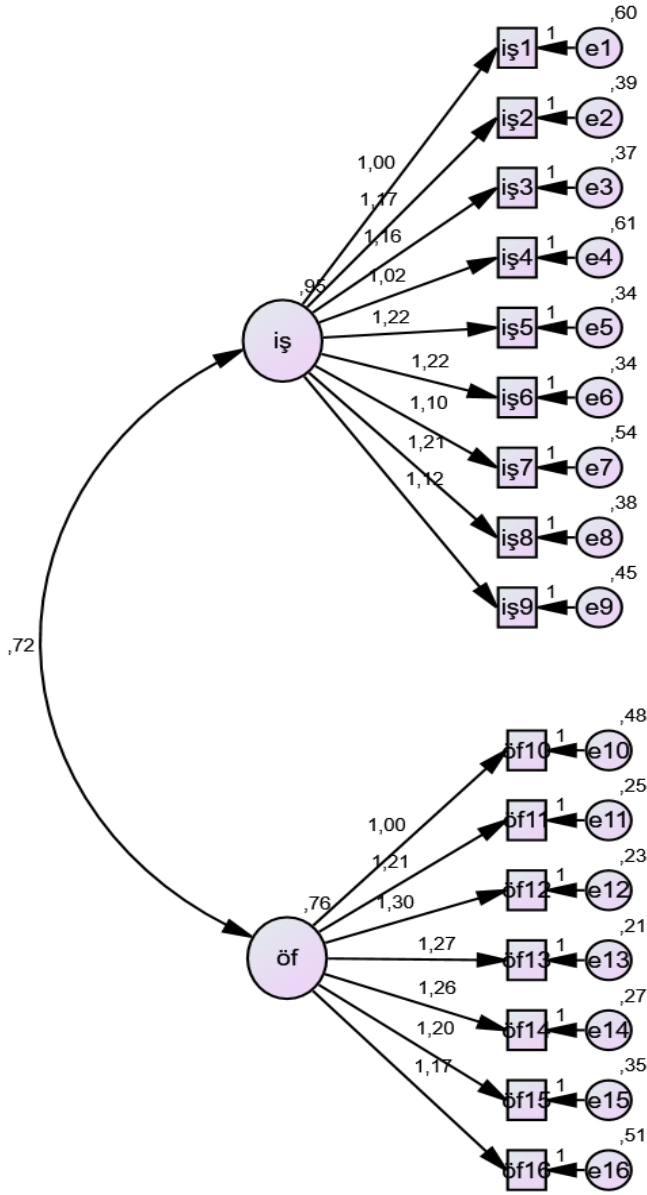 ,60
iş1 1 e1
,39
iş2 1 e2
,37
iş3 1 e3
,61
iş4 1 e4
,34
iş5 1 e5
,34
iş6 1 e6
,54
iş7 1 e7
,38
iş8 1 e8
,45
iş9 1 e9
1,00
1,17
1,16
1,02
1,22
1,22
1,10
1,21
1,12
,95
iş
,72
,48
öf10 1 e10
,25
öf11 1 e11
,23
öf12 1 e12
,21
öf13 1 e13
,27
öf14 1 e14
,35
öf15 1 e15
,51
öf16 1 e16
1,00
1,21
1,30
1,27
1,26
1,20
1,17
,76
öf